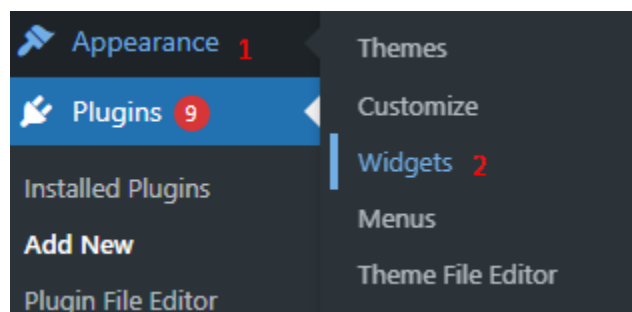 Appearance 1
Plugins 9
Installed Plugins
Add New
Plugin File Editor
Themes
Customize
Widgets 2
Menus
Theme File Editor